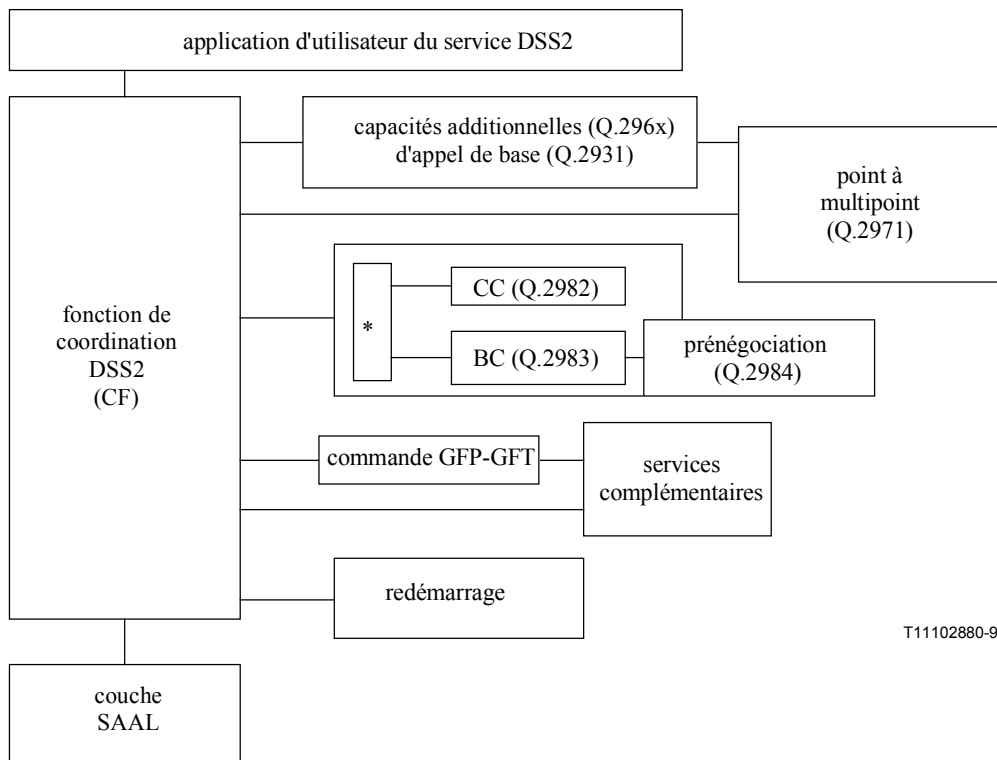 application d'utilisateur du service DSS2
capacités additionnelles (Q.296x)
d'appel de base (Q.2931)
point à
multipoint
(Q.2971)
fonction de
coordination
DSS2
(CF)
*
CC (Q.2982)
BC (Q.2983)
prénégociation
(Q.2984)
commande GFP-GFT
services
complémentaires
redémarrage
T11102880-9
couche
SAAL